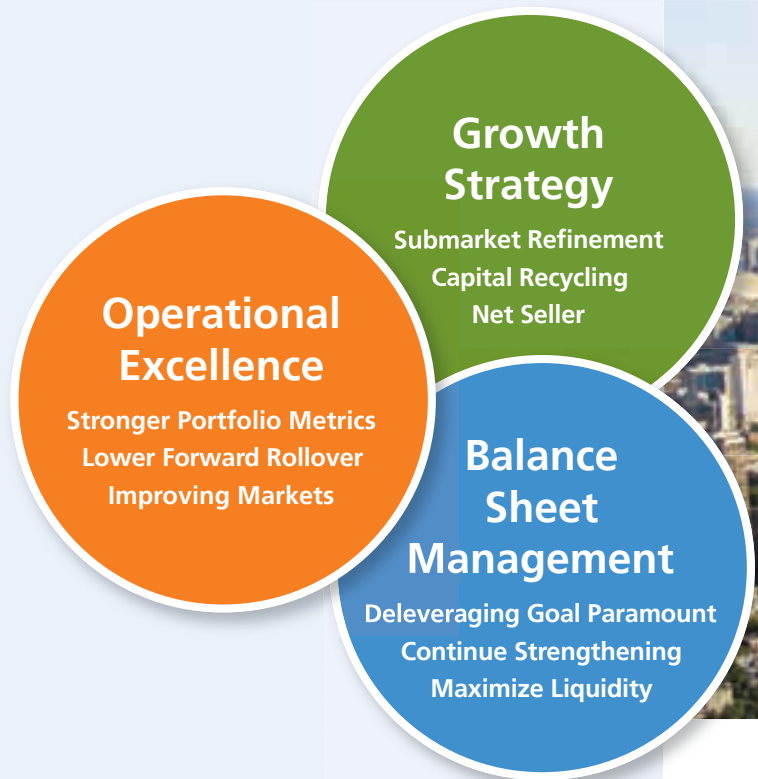 Growth
Strategy
Submarket Refinement
Capital Recycling
Net Seller
Operational
Excellence
Stronger Portfolio Metrics
Lower Forward Rollover
Improving Markets
Balance
Sheet
Management
Deleveraging Goal Paramount
Continue Strengthening
Maximize Liquidity